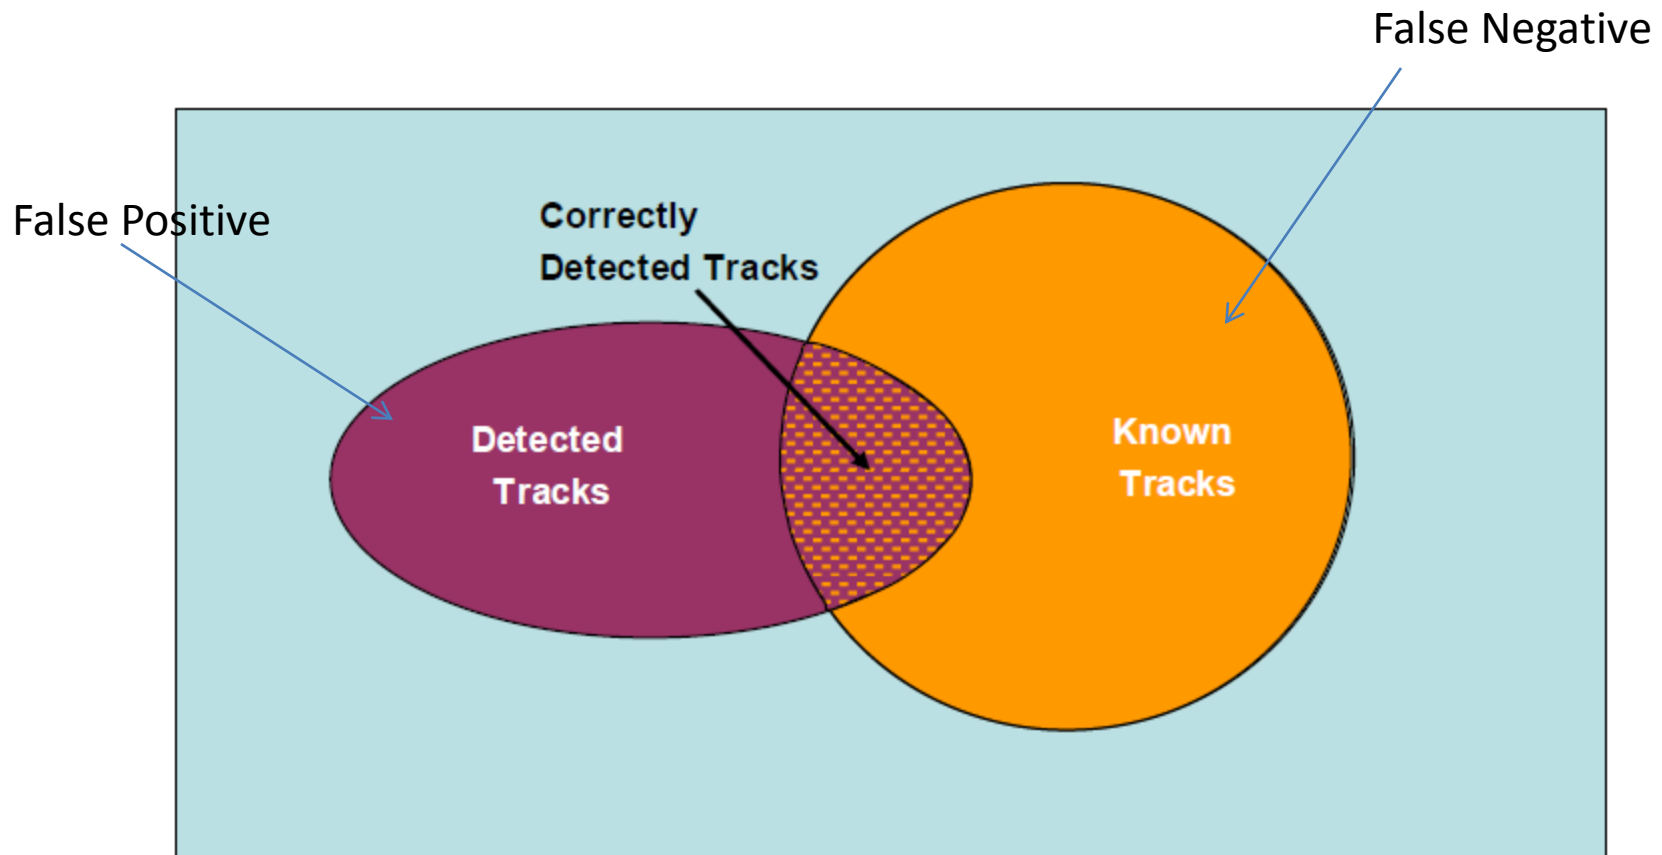 False Negative
False Positive
Correctly
Detected Tracks
Detected
Tracks
Known
Tracks